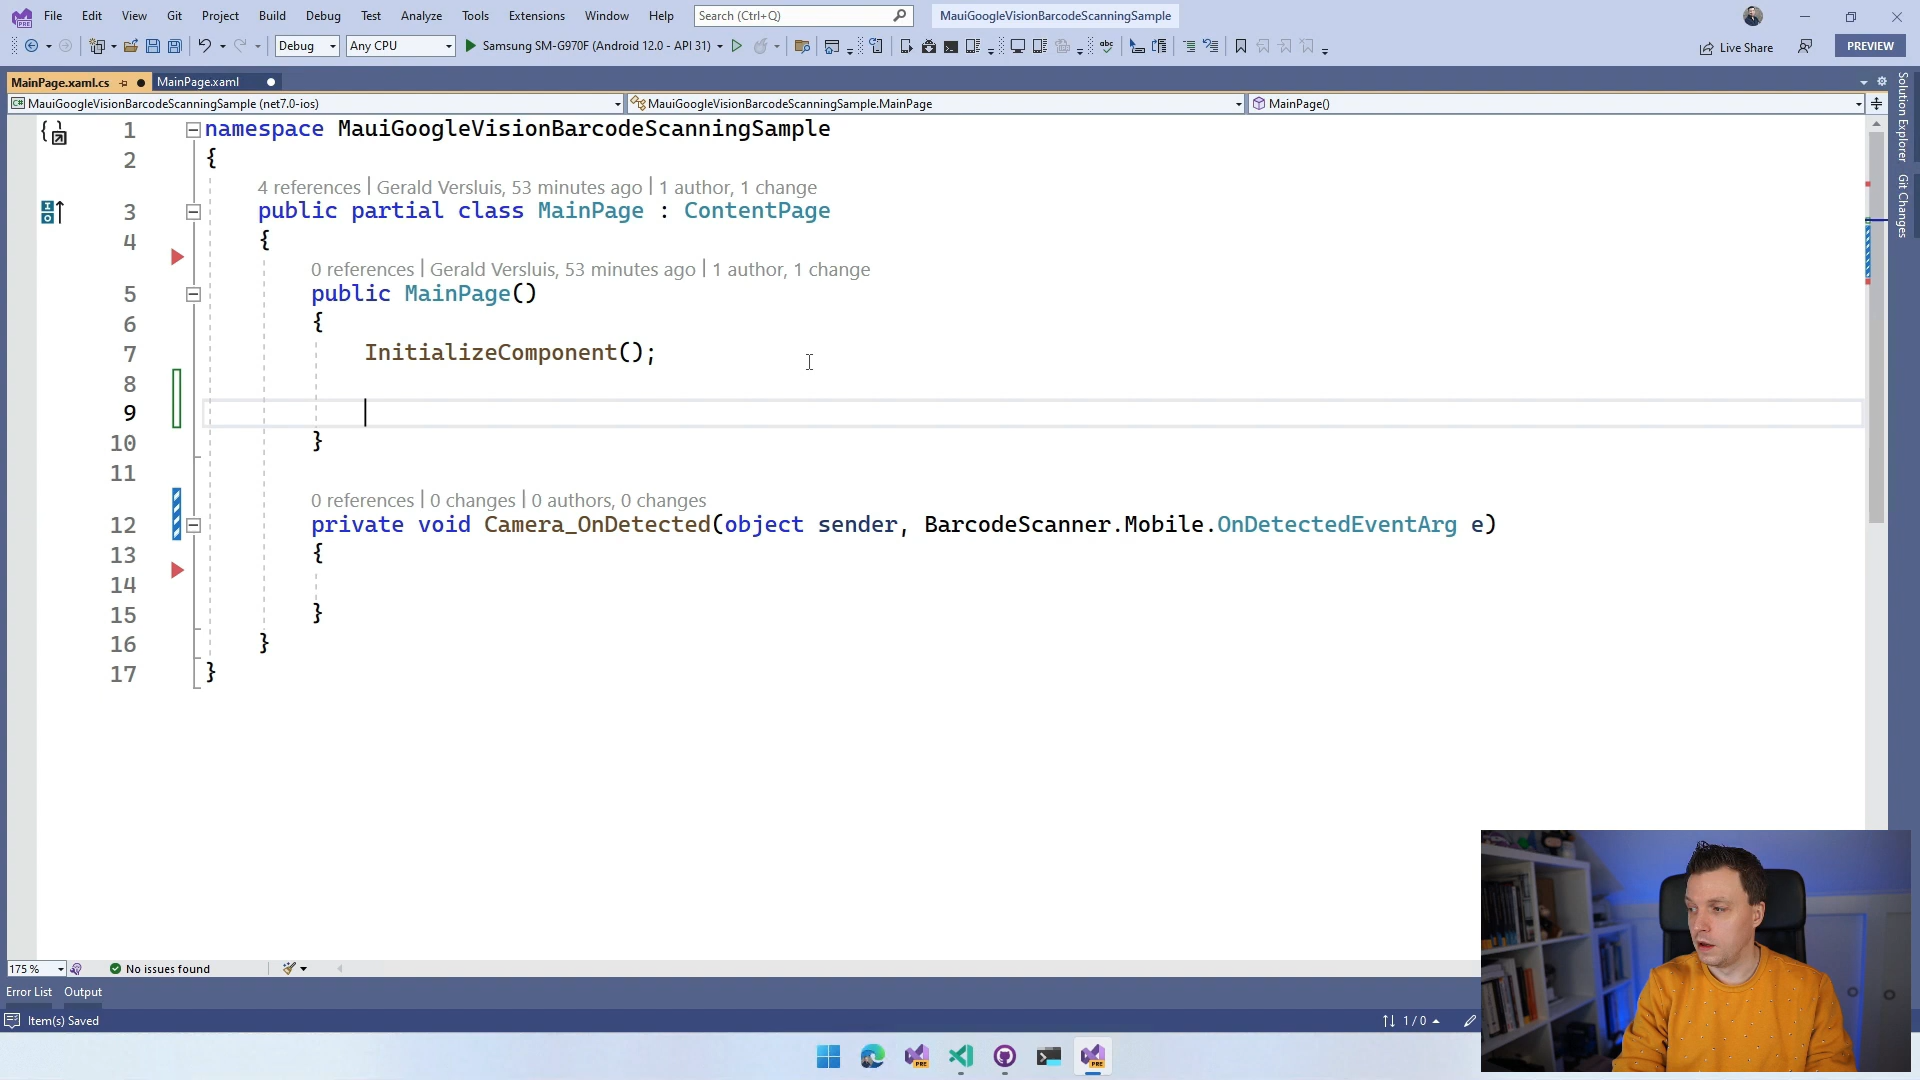 File Edit View Git Project Build Debug Test Analyze Tools Extensions Window Help Search (Ctrl+Q) MauiGoogleVisionBarcodeScanningSample
Debug Any CPU Samsung SM-G970F (Android 12.0 - API 31) Live Share PREVIEW
MainPage.xaml.cs MainPage.xaml
MauiGoogleVisionBarcodeScanningSample (net7.0-ios) MauiGoogleVisionBarcodeScanningSample.MainPage MainPage()
Solution Explorer
Git Changes
1 namespace MauiGoogleVisionBarcodeScanningSample
2 {
4 references | Gerald Versluis, 53 minutes ago | 1 author, 1 change
3 public partial class MainPage : ContentPage
4 {
0 references | Gerald Versluis, 53 minutes ago | 1 author, 1 change
5 public MainPage()
6 {
7 InitializeComponent();
8
9
10 }
11
0 references | 0 changes | 0 authors, 0 changes
12 private void Camera_OnDetected(object sender, BarcodeScanner.Mobile.OnDetectedEventArg e)
13 {
14
15 }
16 }
17 }
175 % No issues found
Error List Output
Item(s) Saved 1 / 0